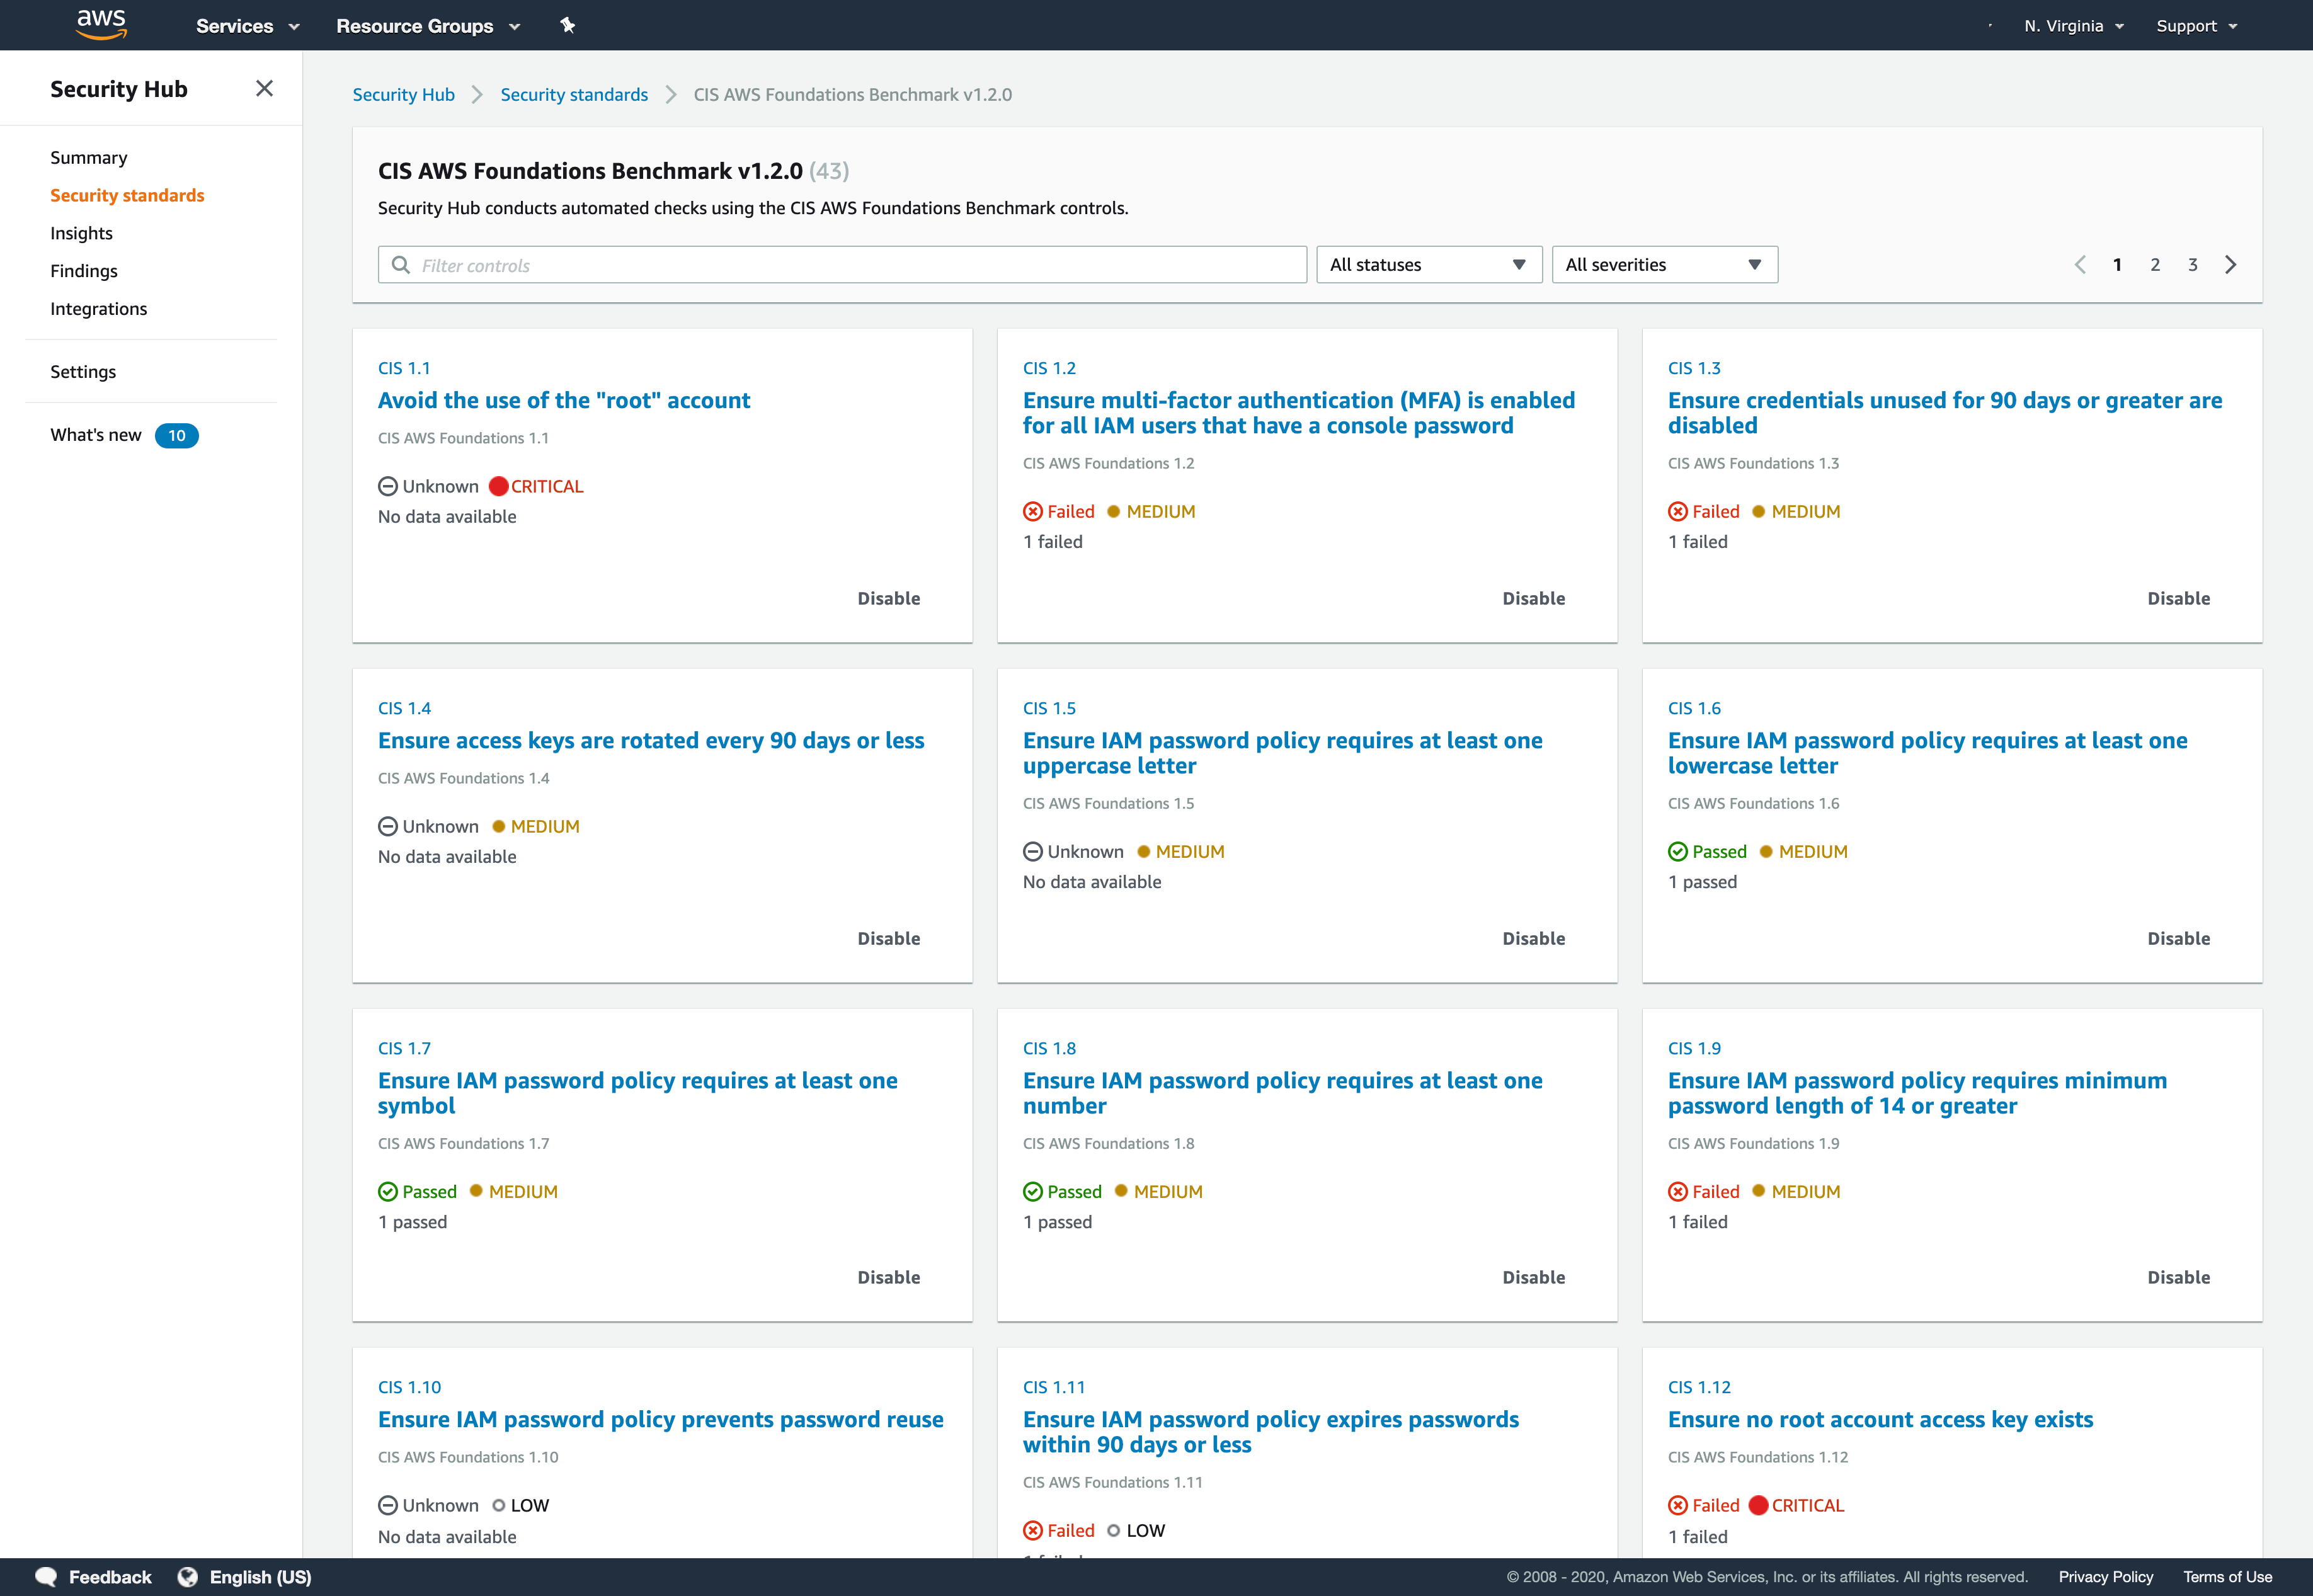 aws Services Resource Groups N. Virginia Support
Security Hub
Summary
Security standards
Insights
Findings
Integrations
Settings
What's new 10
Security Hub Security standards CIS AWS Foundations Benchmark v1.2.0
CIS AWS Foundations Benchmark v1.2.0 (43)
Security Hub conducts automated checks using the CIS AWS Foundations Benchmark controls.
Filter controls All statuses All severities 1 2 3
CIS 1.1
Avoid the use of the "root" account
CIS AWS Foundations 1.1
Unknown CRITICAL
No data available
Disable
CIS 1.2
Ensure multi-factor authentication (MFA) is enabled
for all IAM users that have a console password
CIS AWS Foundations 1.2
Failed MEDIUM
1 failed
Disable
CIS 1.3
Ensure credentials unused for 90 days or greater are
disabled
CIS AWS Foundations 1.3
Failed MEDIUM
1 failed
Disable
CIS 1.4
Ensure access keys are rotated every 90 days or less
CIS AWS Foundations 1.4
Unknown MEDIUM
No data available
Disable
CIS 1.5
Ensure IAM password policy requires at least one
uppercase letter
CIS AWS Foundations 1.5
Unknown MEDIUM
No data available
Disable
CIS 1.6
Ensure IAM password policy requires at least one
lowercase letter
CIS AWS Foundations 1.6
Passed MEDIUM
1 passed
Disable
CIS 1.7
Ensure IAM password policy requires at least one
symbol
CIS AWS Foundations 1.7
Passed MEDIUM
1 passed
Disable
CIS 1.8
Ensure IAM password policy requires at least one
number
CIS AWS Foundations 1.8
Passed MEDIUM
1 passed
Disable
CIS 1.9
Ensure IAM password policy requires minimum
password length of 14 or greater
CIS AWS Foundations 1.9
Failed MEDIUM
1 failed
Disable
CIS 1.10
Ensure IAM password policy prevents password reuse
CIS AWS Foundations 1.10
Unknown LOW
No data available
CIS 1.11
Ensure IAM password policy expires passwords
within 90 days or less
CIS AWS Foundations 1.11
Failed LOW
CIS 1.12
Ensure no root account access key exists
CIS AWS Foundations 1.12
Failed CRITICAL
1 failed
Feedback English (US) © 2008 - 2020, Amazon Web Services, Inc. or its affiliates. All rights reserved. Privacy Policy Terms of Use